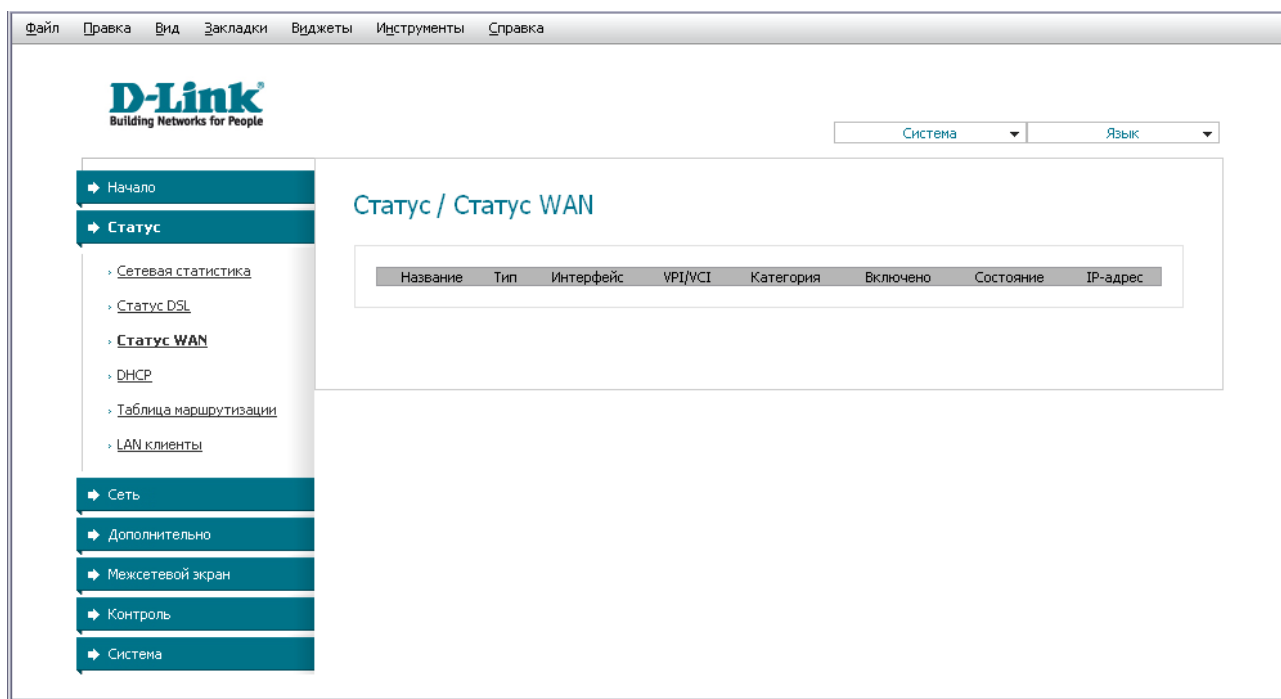 Файл Правка Вид Закладки Виджеты Инструменты Справка
D-Link®
Building Networks for People
Система Язык
Начало
Статус
Сетевая статистика
Статус DSL
Статус WAN
DHCP
Таблица маршрутизации
LAN клиенты
Сеть
Дополнительно
Межсетевой экран
Контроль
Система
Статус / Статус WAN
Название Тип Интерфейс VPI/VCI Категория Включено Состояние IP-адрес